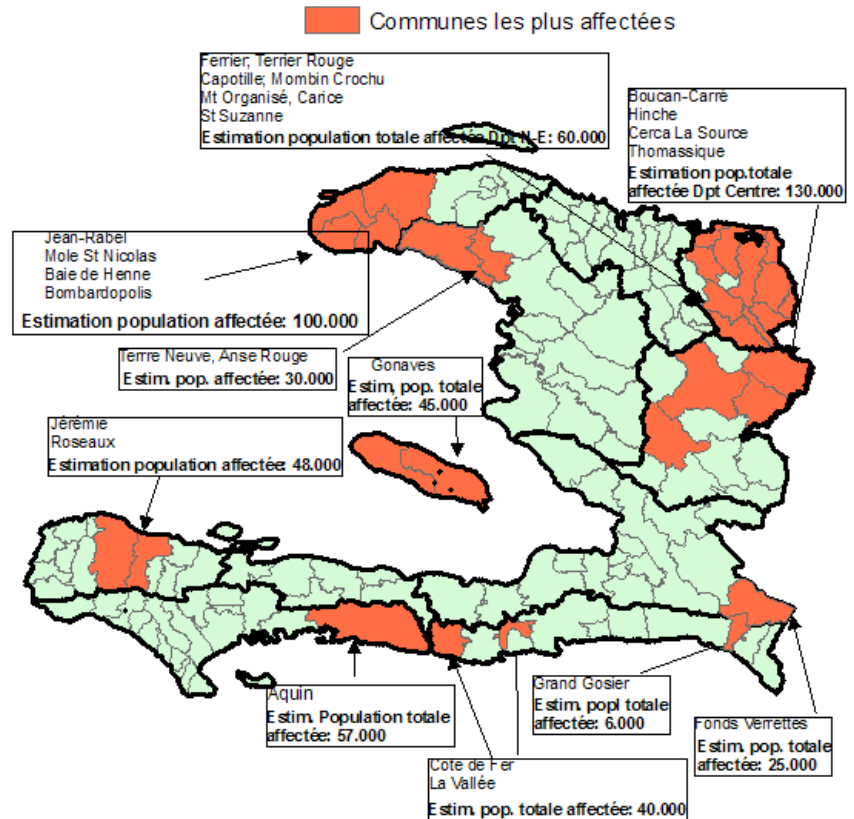 Communes les plus affectées
Ferrier; Terrier Rouge
Capotille; Mombin Crochu
Mt Organisé, Carice
St Suzanne
Estimation population totale affectée Dpt N-E: 60.000
Boucan-Carré
Hinche
Cerca La Source
Thomassique
Estimation pop.totale
affectée Dpt Centre: 130.000
Jean-Rabel
Mole St Nicolas
Baie de Henne
Bombardopolis
Estimation population affectée: 100.000
Terrre Neuve, Anse Rouge
Estim. pop. affectée: 30.000
Gonaves
Estim. pop. totale
affectée: 45.000
Jérémie
Roseaux
Estimation population affectée: 48.000
Aquin
Estim. Population totale
affectée: 57.000
Grand Gosier
Estim. popl totale
affectée: 6.000
Fonds Verrettes
Estim. pop. totale
affectée: 25.000
Cote de Fer
La Vallée
Estim. pop. totale affectée: 40.000